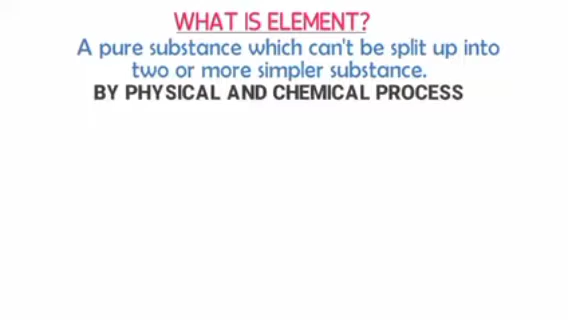 WHAT IS ELEMENT?
A pure substance which can't be split up into
two or more simpler substance.
BY PHYSICAL AND CHEMICAL PROCESS